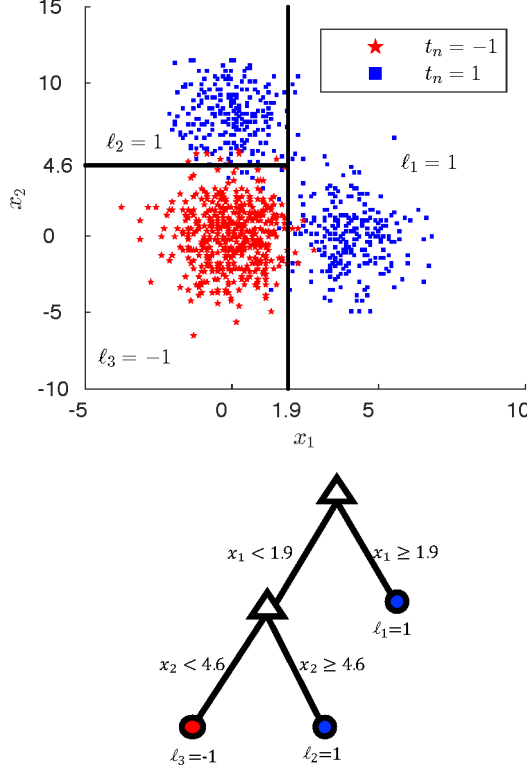 15
10
4.6
0
-5
-10
x₂
-5
0
1.9
5
10
x₁
tₙ = −1
tₙ = 1
ℓ₂ = 1
ℓ₁ = 1
ℓ₃ = −1
x₁ < 1.9
x₁ ≥ 1.9
ℓ₁=1
x₂ < 4.6
x₂ ≥ 4.6
ℓ₃=-1
ℓ₂=1